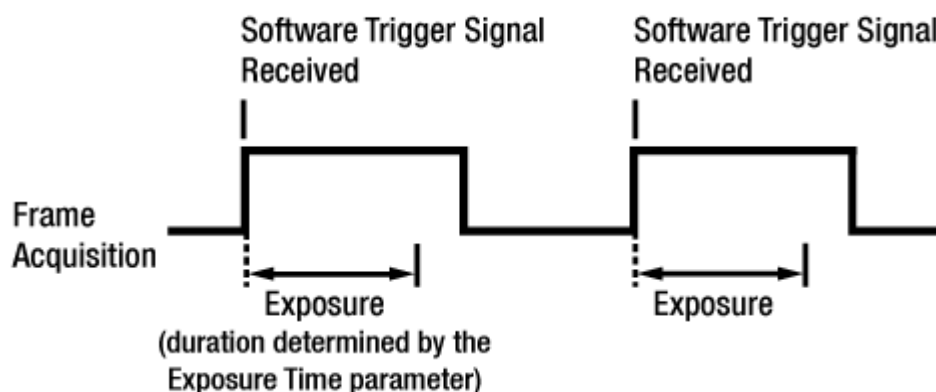 Software Trigger Signal
Received
Software Trigger Signal
Received
Frame
Acquisition
Exposure
(duration determined by the
Exposure Time parameter)
Exposure